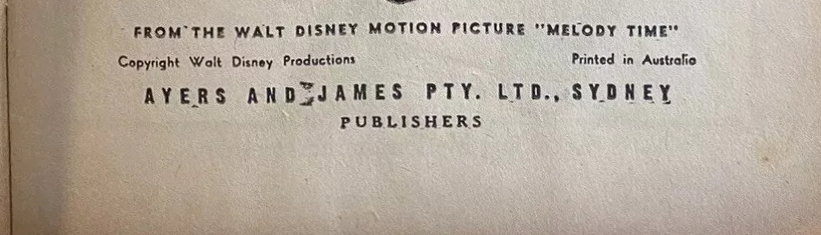 FROM THE WALT DISNEY MOTION PICTURE "MELODY TIME"
Copyright Walt Disney Productions Printed in Australia
AYERS AND JAMES PTY. LTD., SYDNEY
PUBLISHERS